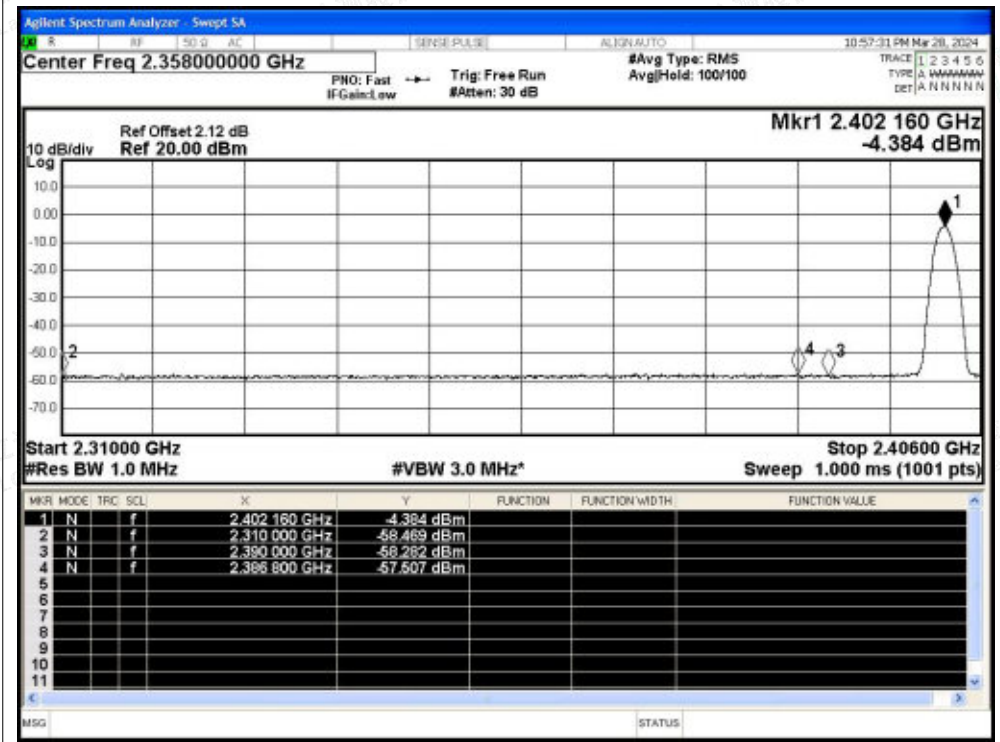 Agilent Spectrum Analyzer - Swept SA
R RF 50 Ω AC SENSE:PULSE ALIGN AUTO 10:57:31 PM Mar 28, 2024
Center Freq 2.358000000 GHz #Avg Type: RMS TRACE 1 2 3 4 5 6
PNO: Fast Trig: Free Run Avg|Hold: 100/100 TYPE A
IFGain:Low #Atten: 30 dB DET A N N N N N
Mkr1 2.402 160 GHz
Ref Offset 2.12 dB
10 dB/div Ref 20.00 dBm -4.384 dBm
Log
10.0
0.00
1
-10.0
-20.0
-30.0
-40.0
-50.0 2 4 3
-60.0
-70.0
Start 2.31000 GHz Stop 2.40600 GHz
#Res BW 1.0 MHz #VBW 3.0 MHz* Sweep 1.000 ms (1001 pts)
MKR MODE TRC SCL X Y FUNCTION FUNCTION WIDTH FUNCTION VALUE
1 N f 2.402 160 GHz -4.384 dBm
2 N f 2.310 000 GHz -58.469 dBm
3 N f 2.390 000 GHz -58.282 dBm
4 N f 2.386 800 GHz -57.507 dBm
5
6
7
8
9
10
11
MSG STATUS